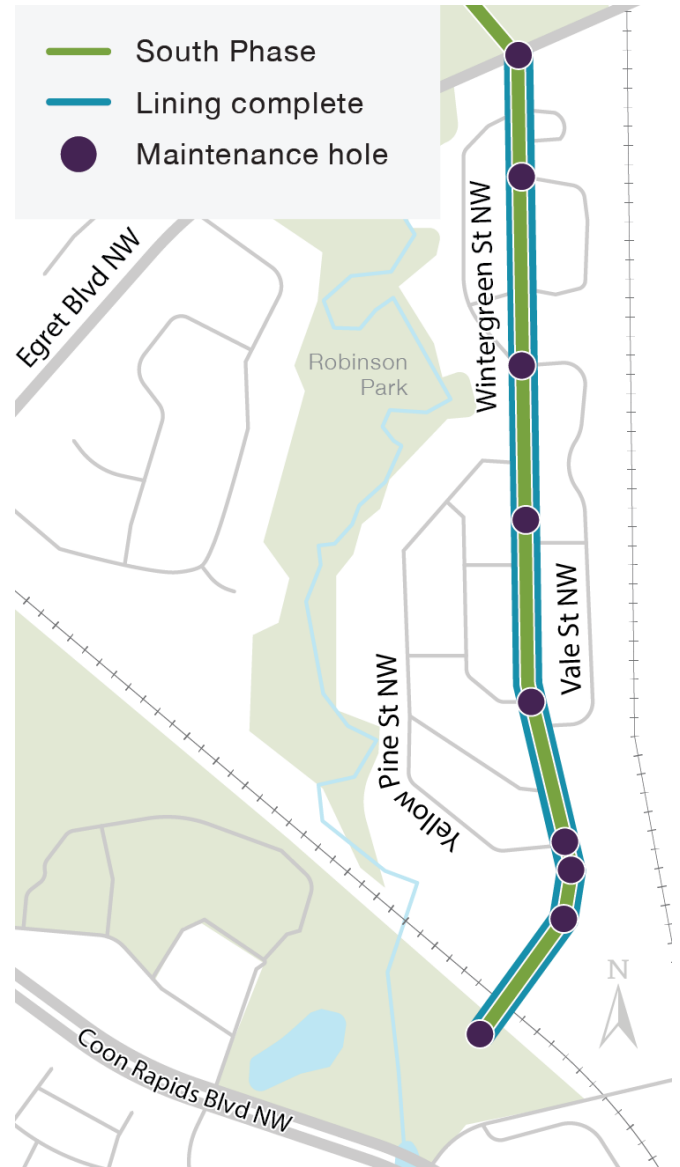 South Phase
Lining complete
Maintenance hole
Egret Blvd NW
Wintergreen St NW
Robinson
Park
Vale St NW
Yellow Pine St NW
N
Coon Rapids Blvd NW